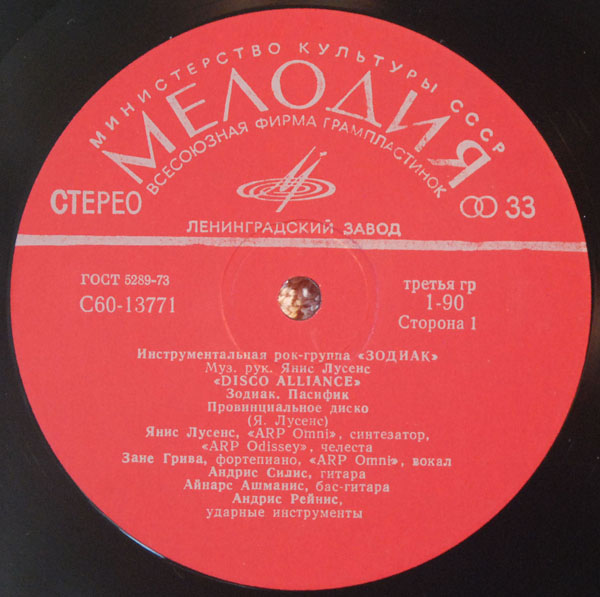 МИНИСТЕРСТВО КУЛЬТУРЫ СССР
МЕЛОДИЯ
ВСЕСОЮЗНАЯ ФИРМА ГРАМПЛАСТИНОК
СТЕРЕО
33
ЛЕНИНГРАДСКИЙ ЗАВОД
ГОСТ 5289-73
С60-13771
третья гр
1-90
Сторона 1
Инструментальная рок-группа «ЗОДИАК»
Муз. рук. Янис Лусенс
«DISCO ALLIANCE»
Зодиак. Пасифик
Провинциальное диско
(Я. Лусенс)
Янис Лусенс, «ARP Omni», синтезатор,
«ARP Odissey», челеста
Зане Грива, фортепиано, «ARP Omni», вокал
Андрис Силис, гитара
Айнарс Ашманис, бас-гитара
Андрис Рейнис,
ударные инструменты